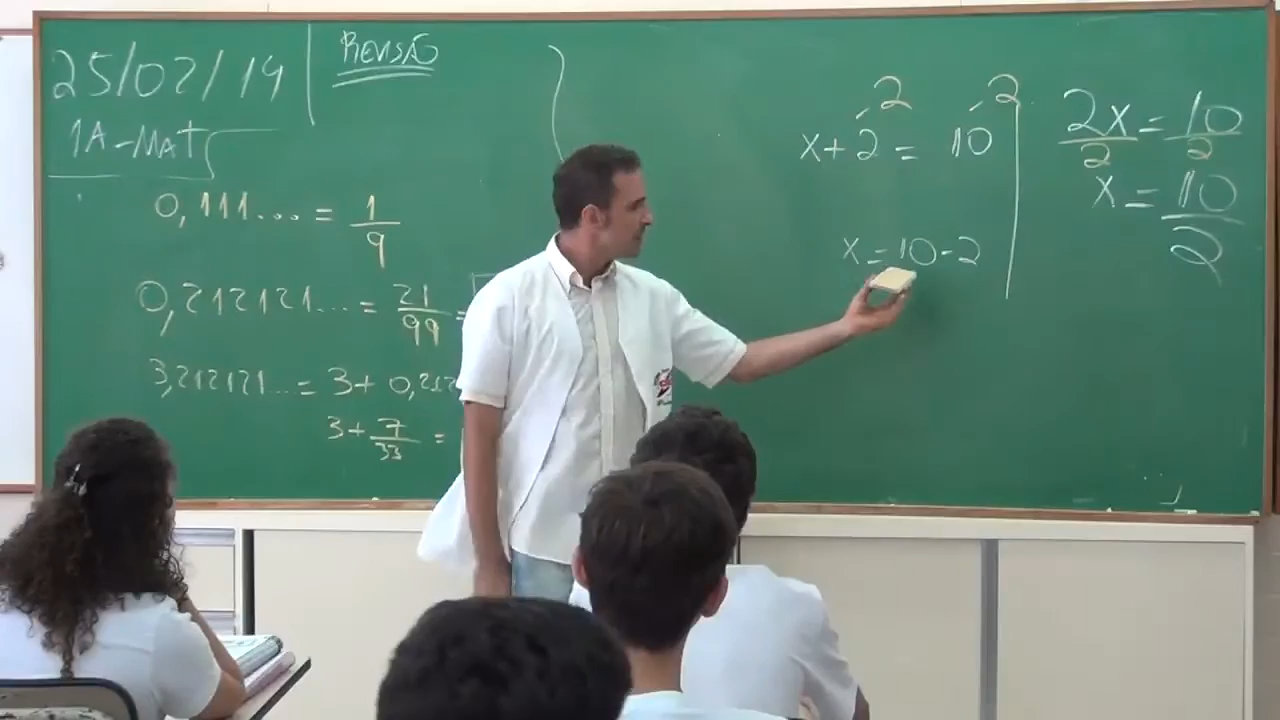 25/02/19
1A-MAT
REVISÃO
0,111... = 1/9
0,212121... = 21/99 =
3,212121... = 3+ 0,212
3+ 7/33 =
-2 -2
x+2 = 10
x = 10-2
2x/2 = 10/2
x = 10/2